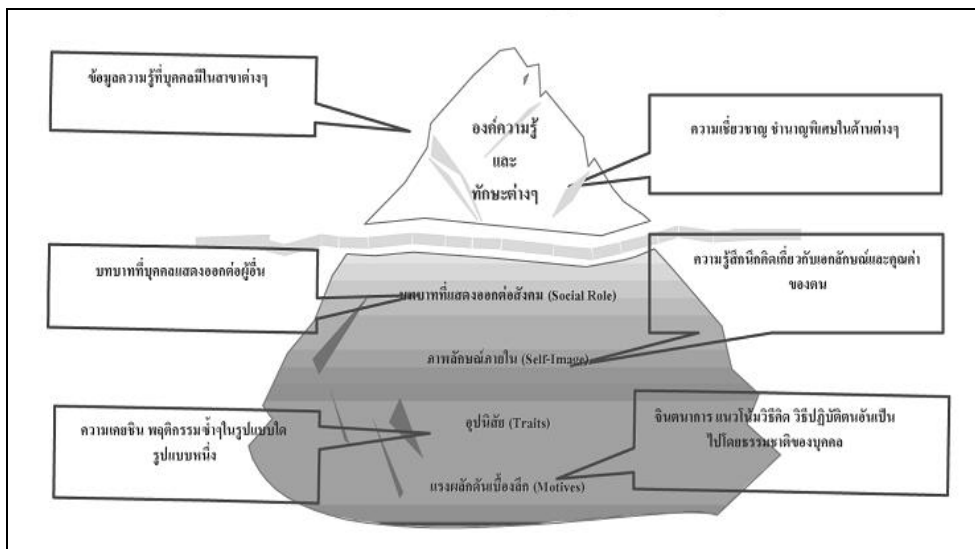 ข้อมูลความรู้ที่บุคคลมีในสาขาต่างๆ
องค์ความรู้
และ
ทักษะต่างๆ
ความเชี่ยวชาญ ชำนาญพิเศษในด้านต่างๆ
บทบาทที่บุคคลแสดงออกต่อผู้อื่น
ความรู้สึกนึกคิดเกี่ยวกับเอกลักษณ์และคุณค่า
ของตน
บทบาทที่แสดงออกต่อสังคม (Social Role)
ภาพลักษณ์ภายใน (Self-Image)
ความเคยชิน พฤติกรรมซ้ำๆในรูปแบบใด
รูปแบบหนึ่ง
อุปนิสัย (Traits)
จินตนาการ แนวโน้มวิธีคิด วิธีปฏิบัติตนอันเป็น
ไปโดยธรรมชาติของบุคคล
แรงผลักดันเบื้องลึก (Motives)